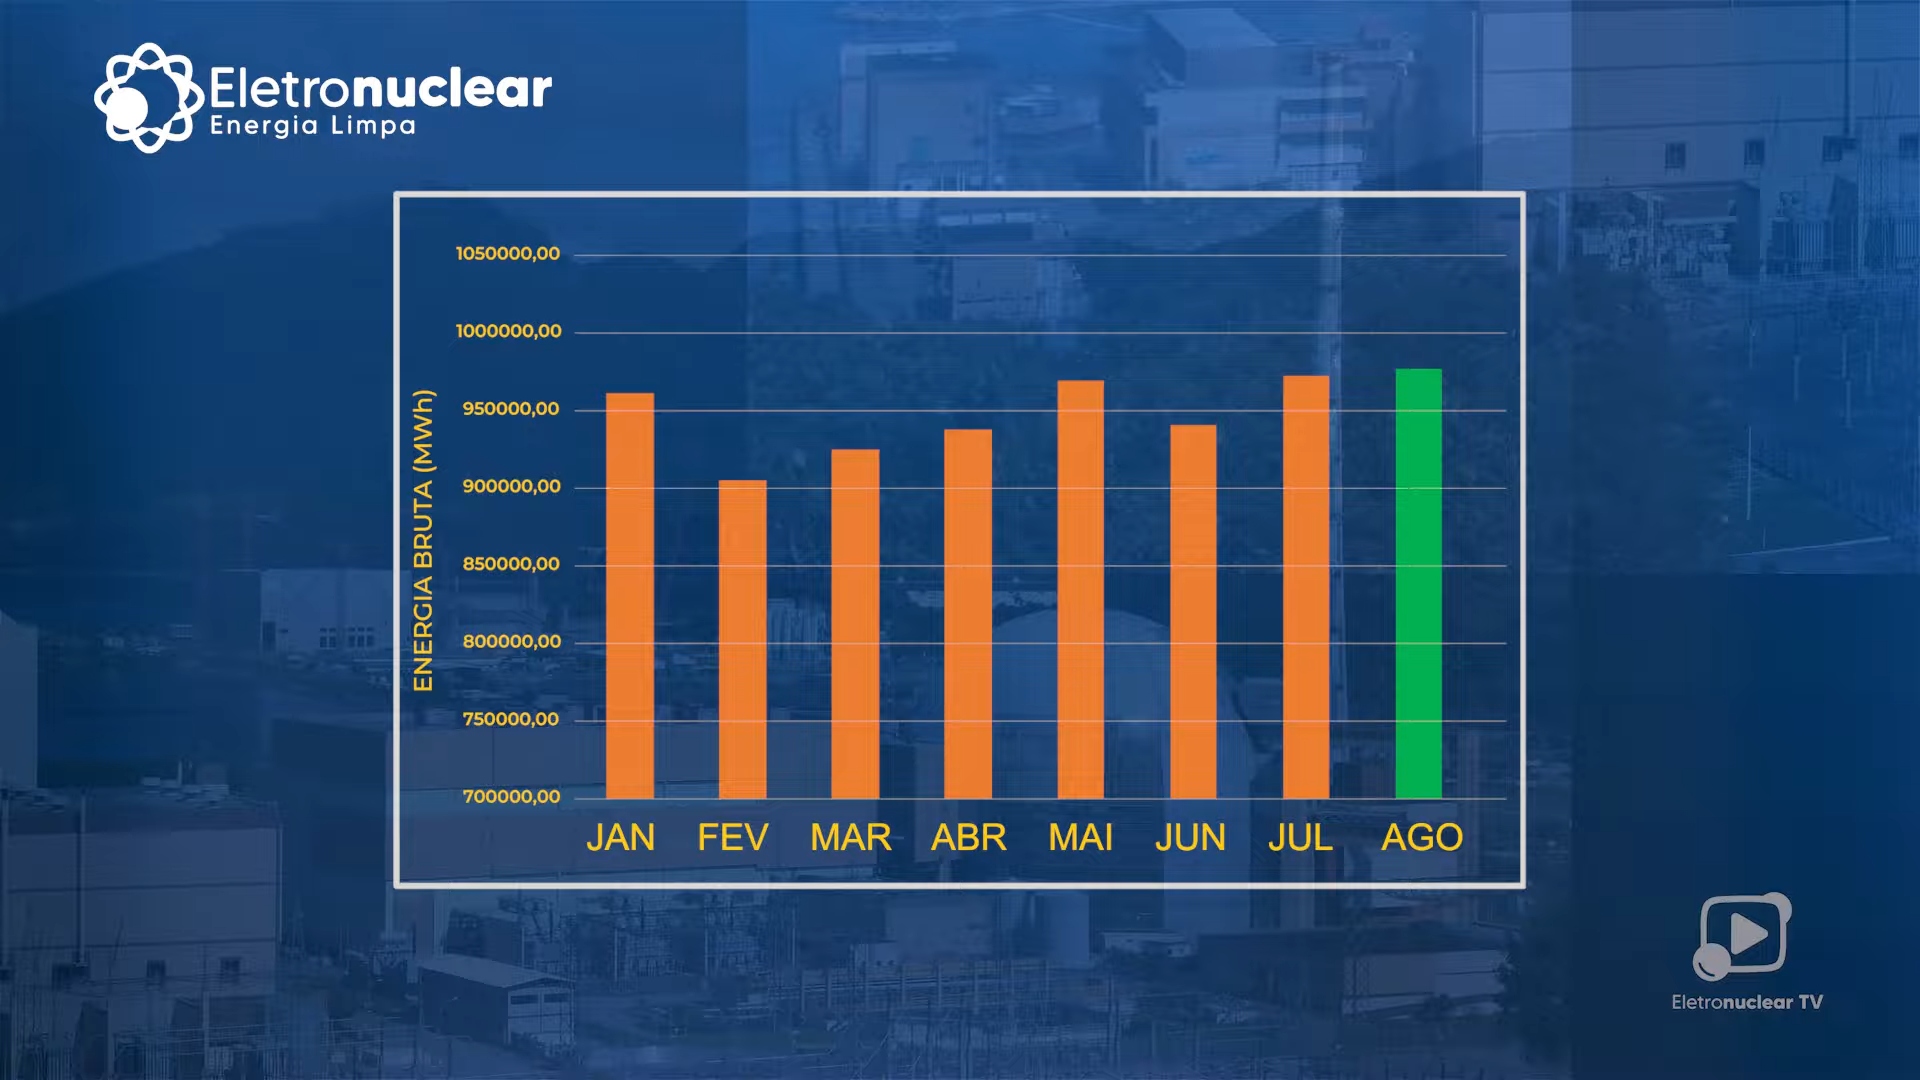 Eletronuclear
Energia Limpa
1050000,00
1000000,00
950000,00
900000,00
850000,00
800000,00
750000,00
700000,00
ENERGIA BRUTA (MWh)
JAN FEV MAR ABR MAI JUN JUL AGO
Eletronuclear TV